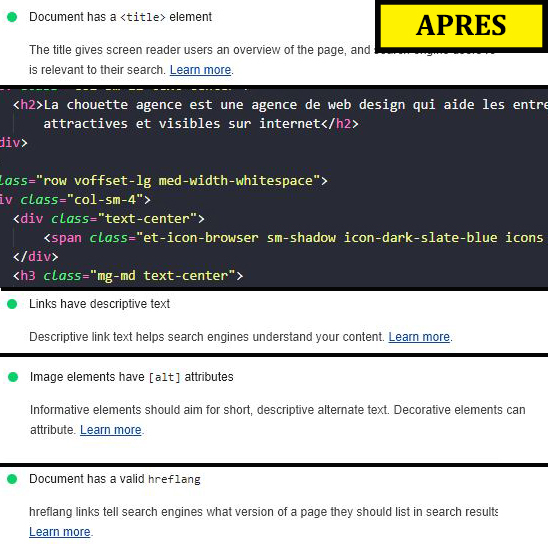 Document has a <title> element
APRES
The title gives screen reader users an overview of the page, and
is relevant to their search. Learn more.
<h2>La chouette agence est une agence de web design qui aide les entre
attractives et visibles sur internet</h2>
div>
lass="row voffset-lg med-width-whitespace">
iv class="col-sm-4">
<div class="text-center">
<span class="et-icon-browser sm-shadow icon-dark-slate-blue icons
</div>
<h3 class="mg-md text-center">
Links have descriptive text
Descriptive link text helps search engines understand your content. Learn more.
Image elements have [alt] attributes
Informative elements should aim for short, descriptive alternate text. Decorative elements can
attribute. Learn more.
Document has a valid hreflang
hreflang links tell search engines what version of a page they should list in search results
Learn more.